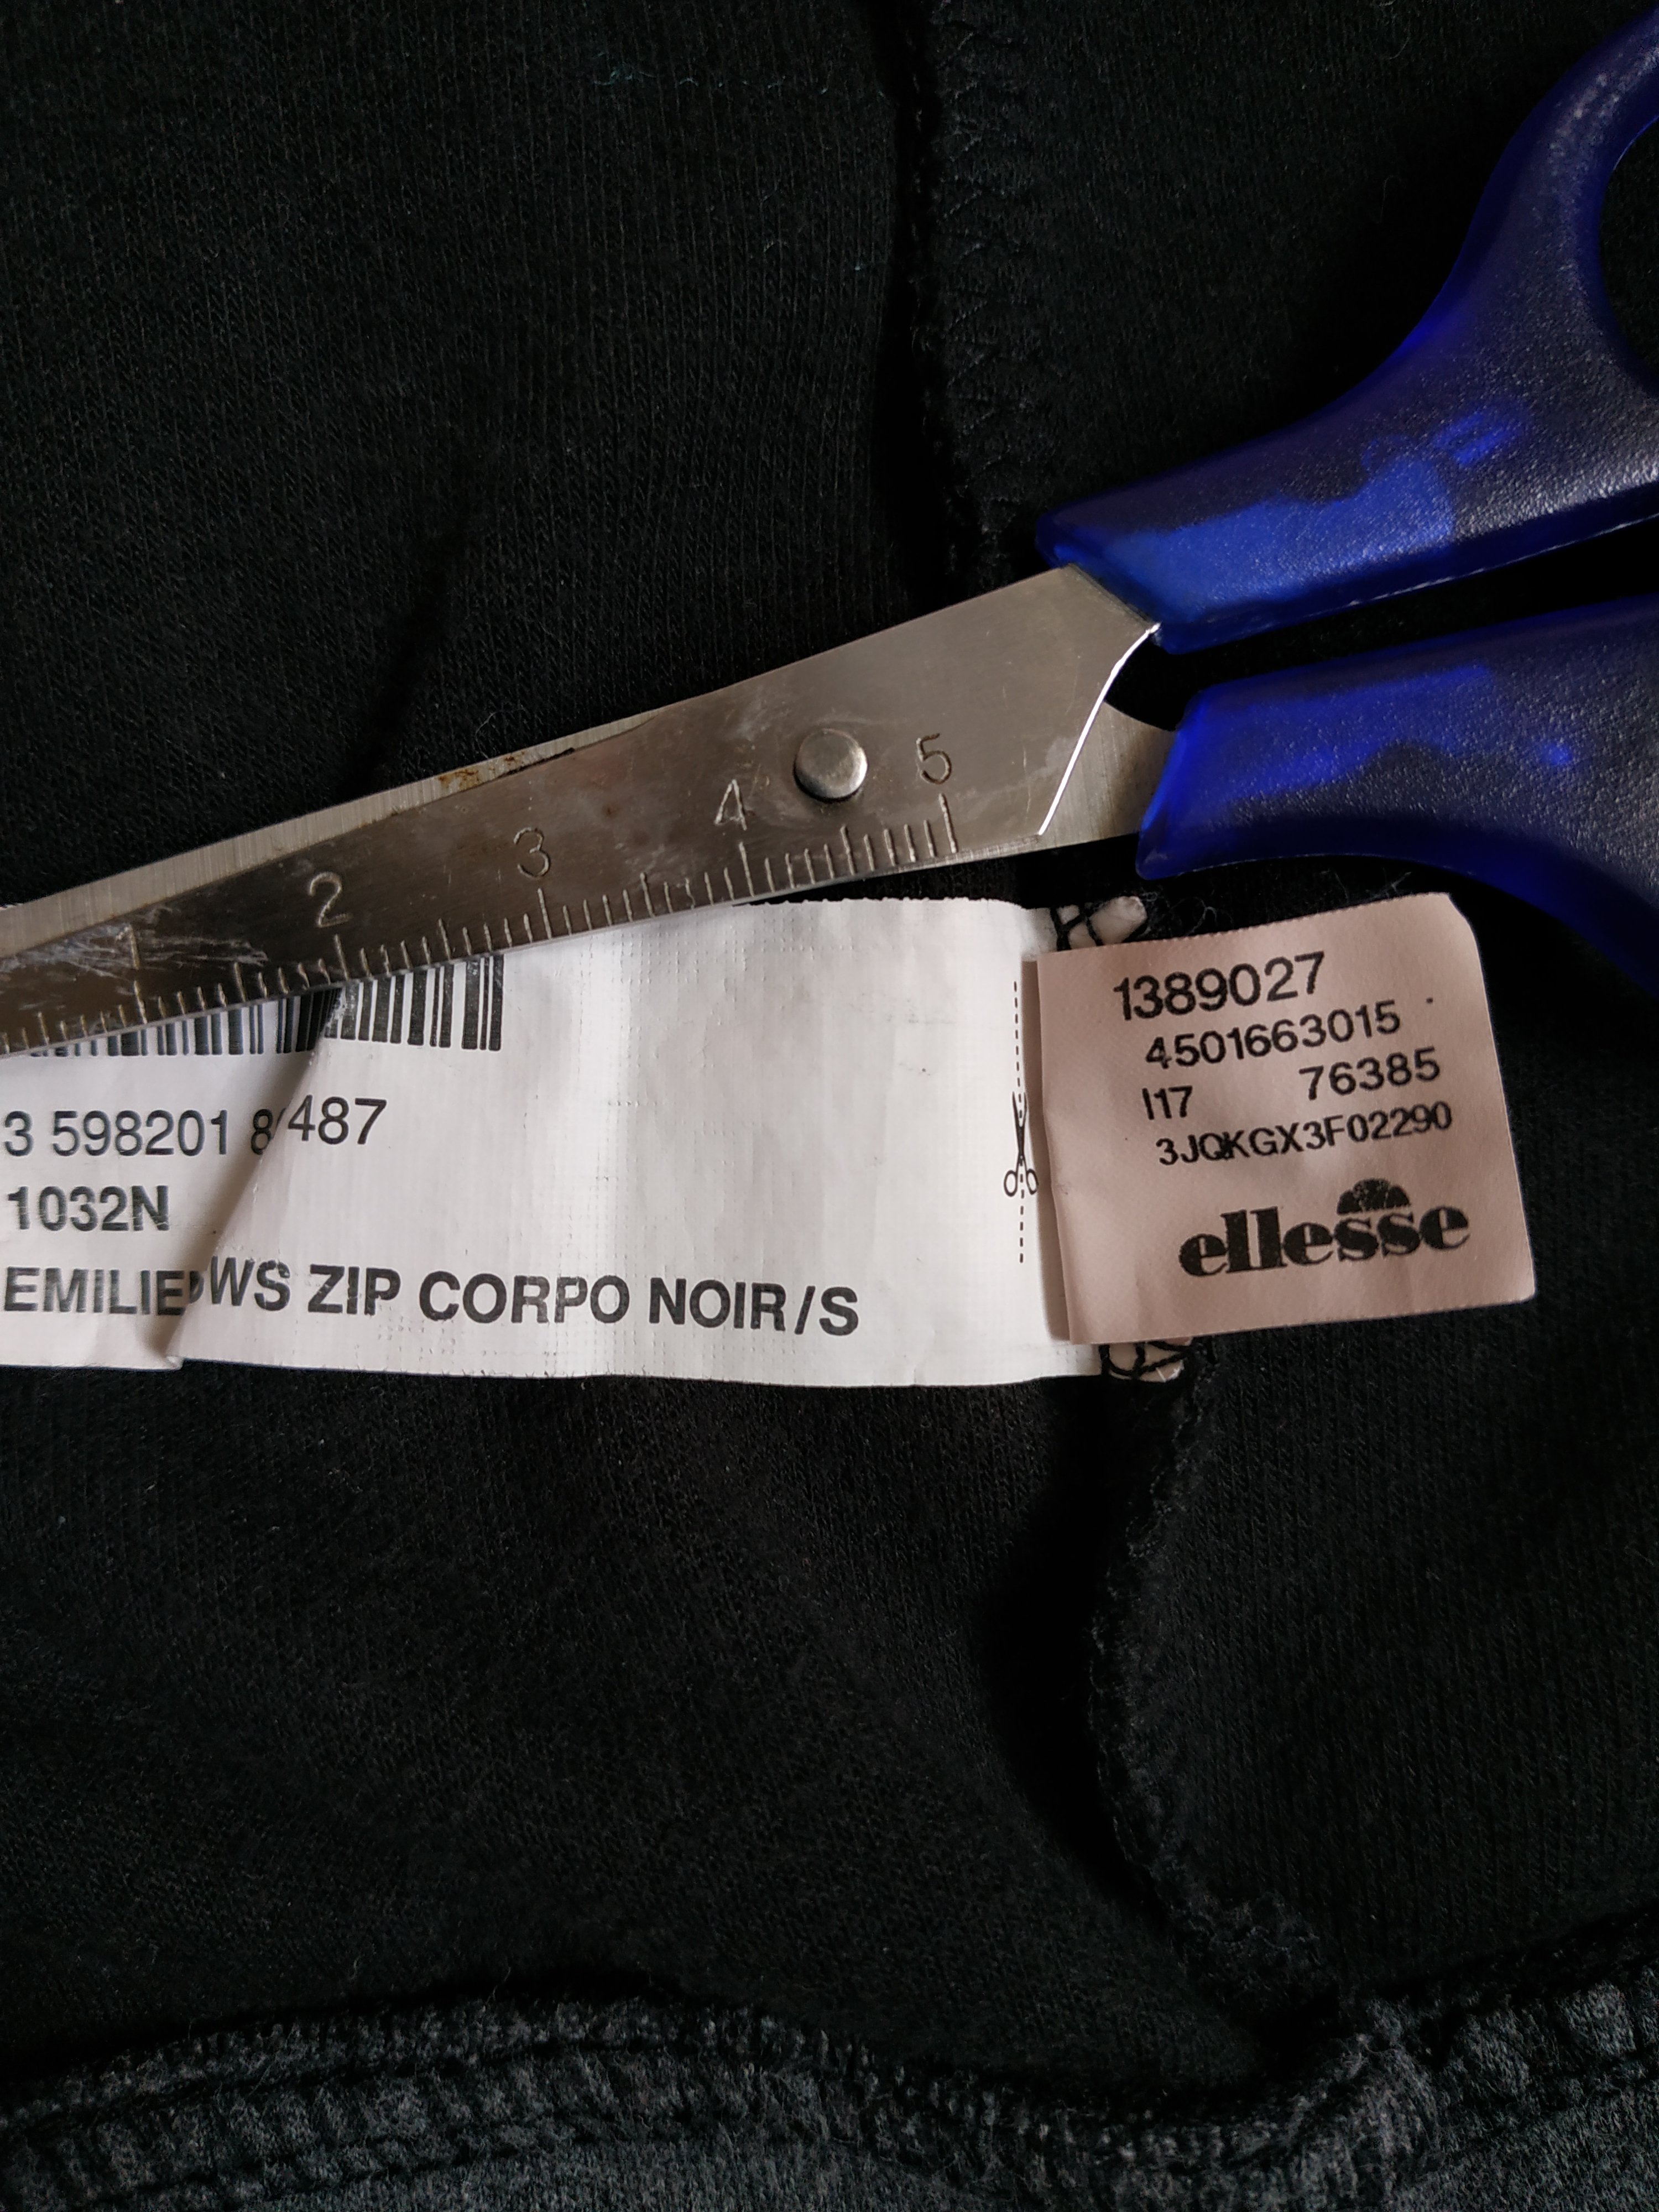 2 3 4 5
3 598201 8 487
1032N
EMILIE WS ZIP CORPO NOIR/S
1389027
4501663015
I17 76385
3JQKGX3F02290
ellesse